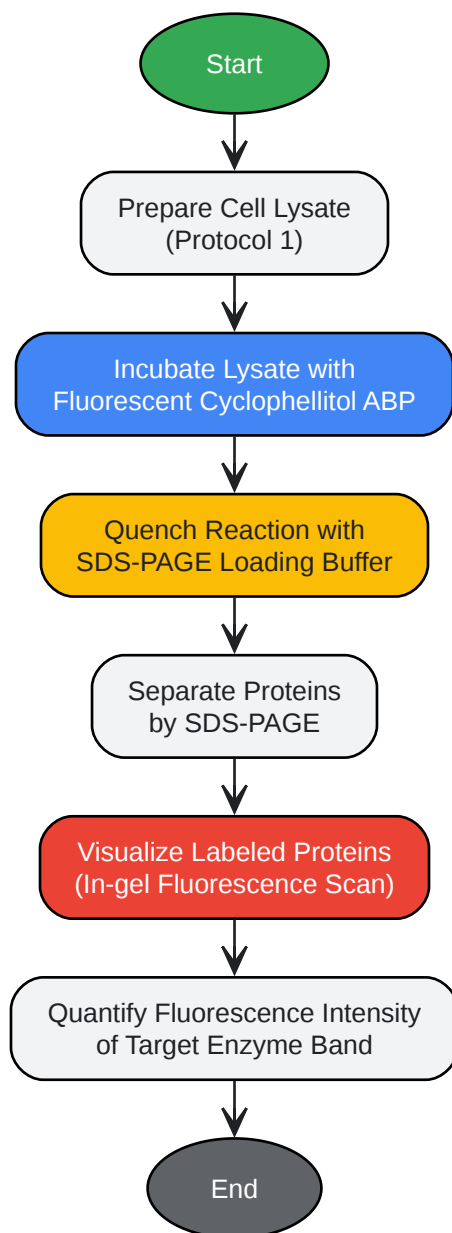 Start
Prepare Cell Lysate
(Protocol 1)
Incubate Lysate with
Fluorescent Cyclophellitol ABP
Quench Reaction with
SDS-PAGE Loading Buffer
Separate Proteins
by SDS-PAGE
Visualize Labeled Proteins
(In-gel Fluorescence Scan)
Quantify Fluorescence Intensity
of Target Enzyme Band
End